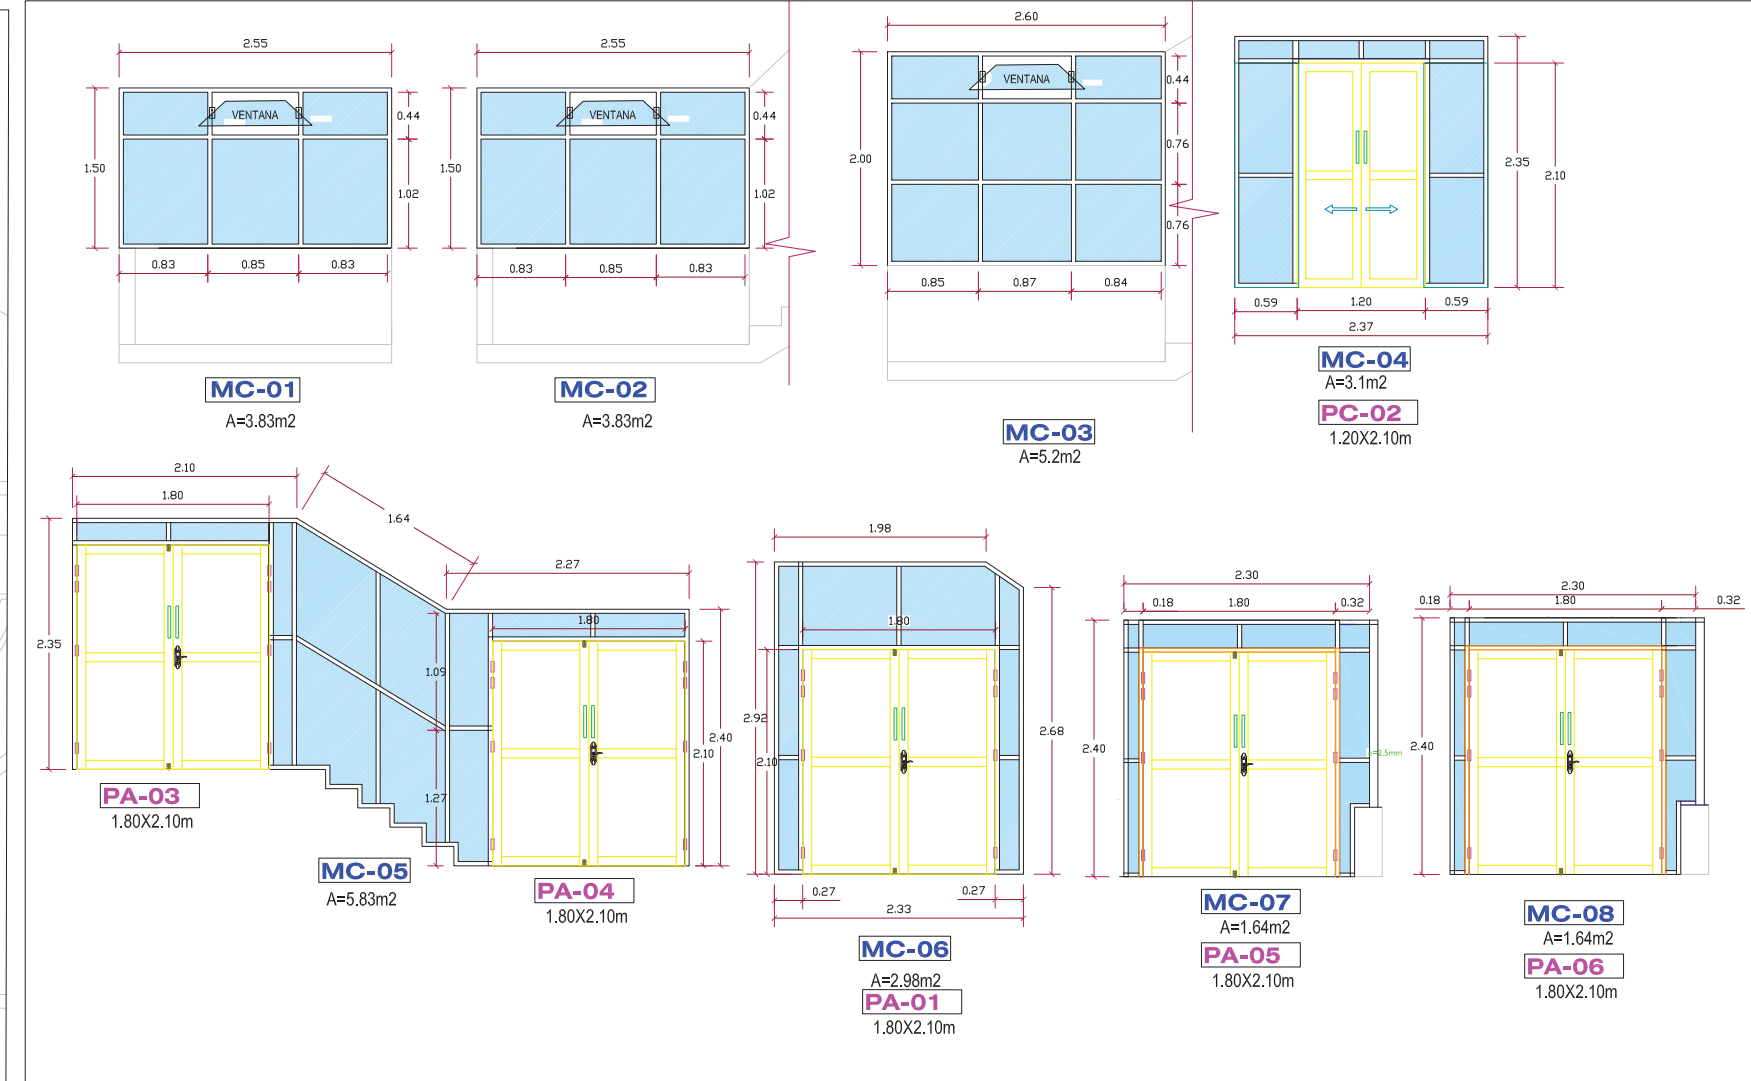 2.55
1.50
0.44
1.02
VENTANA
0.83 0.85 0.83
MC-01
A=3.83m2
2.55
1.50
0.44
1.02
VENTANA
0.83 0.85 0.83
MC-02
A=3.83m2
2.60
2.00
0.44
0.76
0.76
VENTANA
0.85 0.87 0.84
MC-03
A=5.2m2
2.35
2.10
0.59 1.20 0.59
2.37
MC-04
A=3.1m2
PC-02
1.20X2.10m
2.10
1.80
1.64
2.35
2.27
1.80
1.09
1.27
2.10
2.40
PA-03
1.80X2.10m
MC-05
A=5.83m2
PA-04
1.80X2.10m
1.98
1.80
2.92
2.10
2.68
0.27 0.27
2.33
MC-06
A=2.98m2
PA-01
1.80X2.10m
2.30
0.18 1.80 0.32
2.40
MC-07
A=1.64m2
PA-05
1.80X2.10m
2.30
0.18 1.80 0.32
2.40
MC-08
A=1.64m2
PA-06
1.80X2.10m